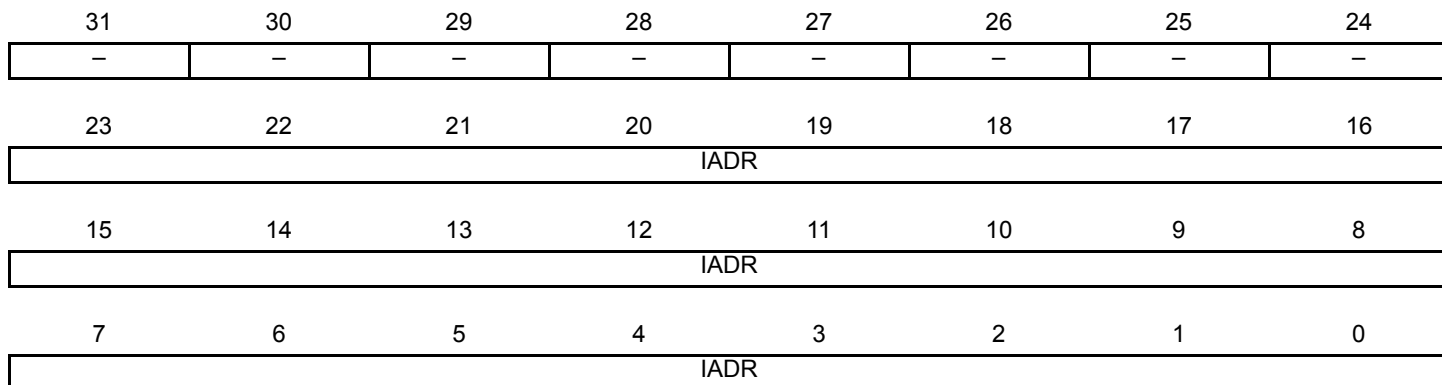 31 30 29 28 27 26 25 24
– – – – – – – –
23 22 21 20 19 18 17 16
IADR
15 14 13 12 11 10 9 8
IADR
7 6 5 4 3 2 1 0
IADR